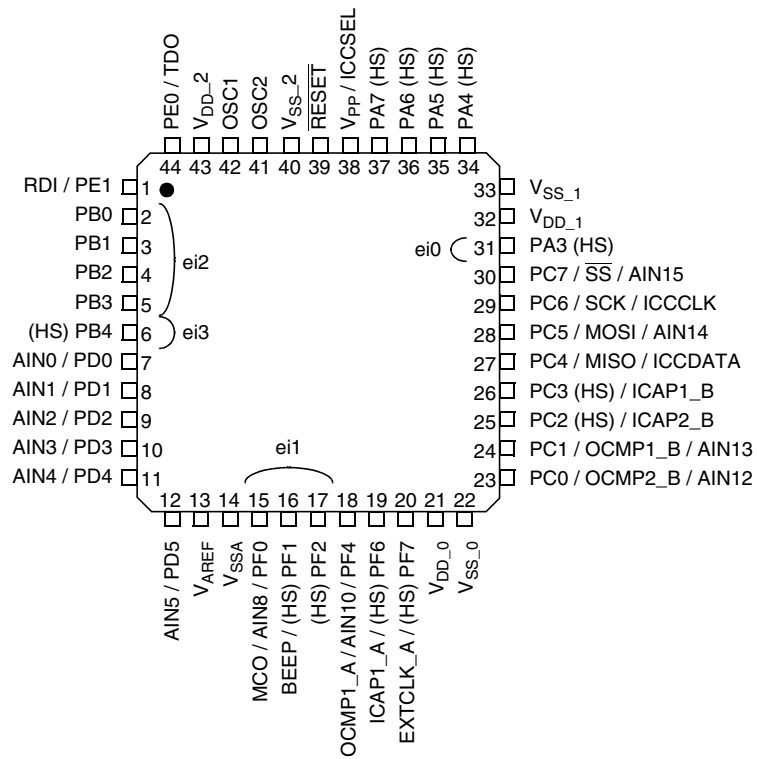 PE0 / TDO
VDD_2
OSC1
OSC2
VSS_2
RESET
VPP / ICCSEL
PA7 (HS)
PA6 (HS)
PA5 (HS)
PA4 (HS)
44 43 42 41 40 39 38 37 36 35 34
RDI / PE1 1
PB0 2
PB1 3
PB2 4
PB3 5
(HS) PB4 6
AIN0 / PD0 7
AIN1 / PD1 8
AIN2 / PD2 9
AIN3 / PD3 10
AIN4 / PD4 11
ei2
ei3
ei0
ei1
33 VSS_1
32 VDD_1
31 PA3 (HS)
30 PC7 / SS / AIN15
29 PC6 / SCK / ICCCLK
28 PC5 / MOSI / AIN14
27 PC4 / MISO / ICCDATA
26 PC3 (HS) / ICAP1_B
25 PC2 (HS) / ICAP2_B
24 PC1 / OCMP1_B / AIN13
23 PC0 / OCMP2_B / AIN12
12 13 14 15 16 17 18 19 20 21 22
AIN5 / PD5
VAREF
VSSA
MCO / AIN8 / PF0
BEEP / (HS) PF1
(HS) PF2
OCMP1_A / AIN10 / PF4
ICAP1_A / (HS) PF6
EXTCLK_A / (HS) PF7
VDD_0
VSS_0